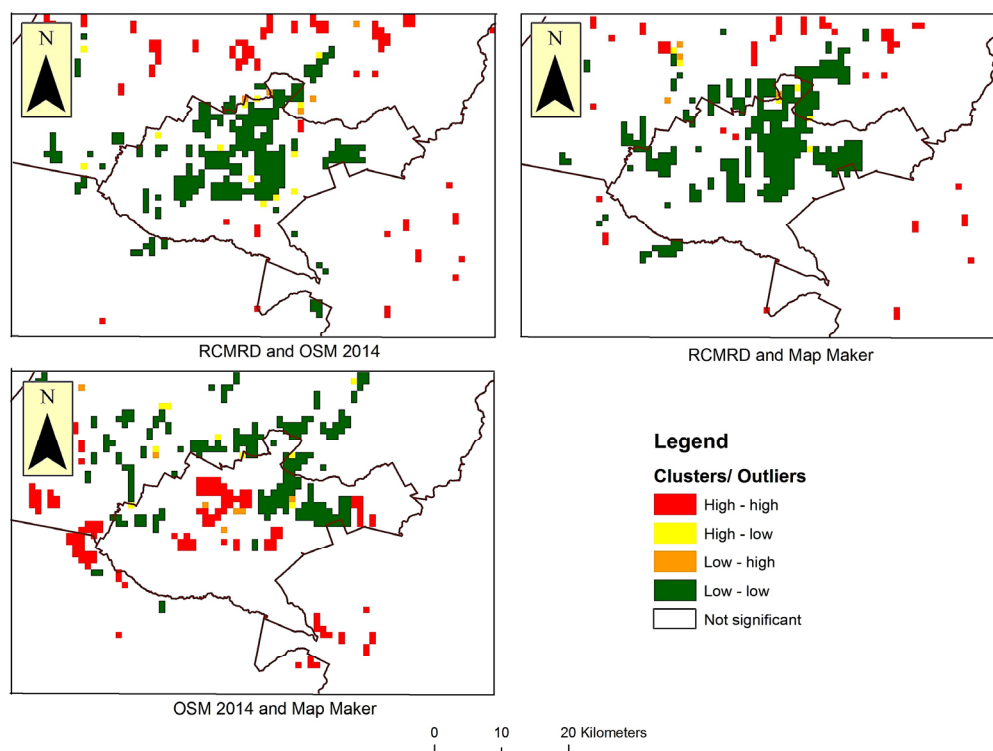 N
N
RCMRD and OSM 2014
RCMRD and Map Maker
N
OSM 2014 and Map Maker
Legend
Clusters/ Outliers
High - high
High - low
Low - high
Low - low
Not significant
0 10 20 Kilometers